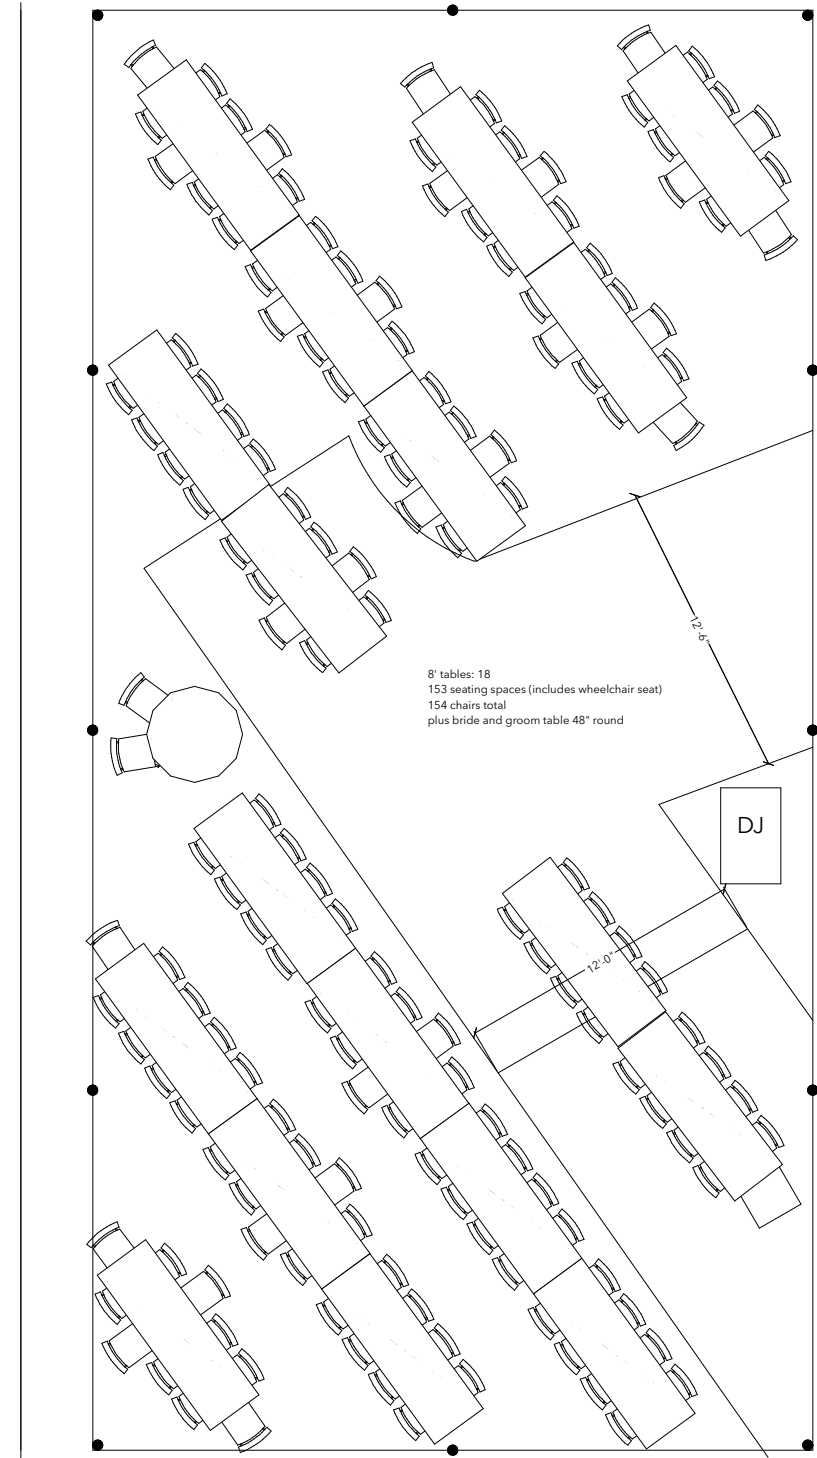 12'-6"
8' tables: 18
153 seating spaces (includes wheelchair seat)
154 chairs total
plus bride and groom table 48" round
DJ
12'-0"